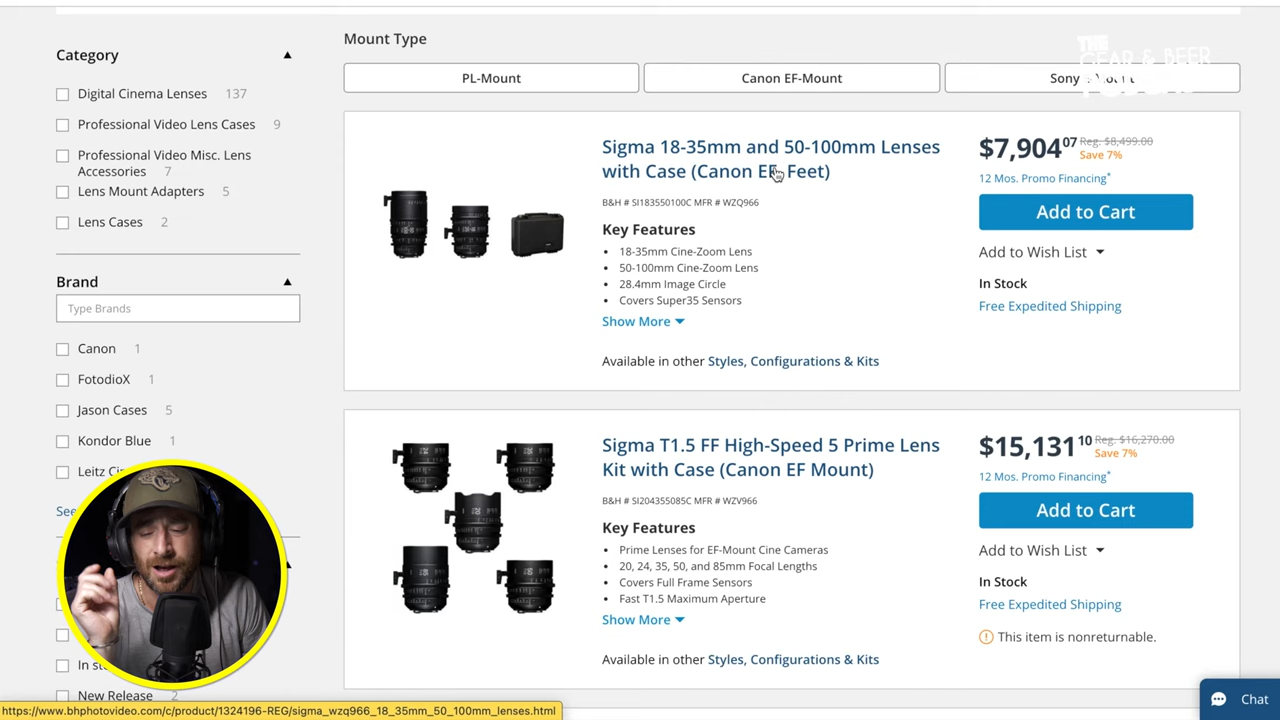 Mount Type
PL-Mount
Canon EF-Mount
Sony
THE
GEAR & BEER
Category
Digital Cinema Lenses 137
Professional Video Lens Cases 9
Professional Video Misc. Lens
Accessories 7
Lens Mount Adapters 5
Lens Cases 2
Brand
Type Brands
Canon 1
FotodioX 1
Jason Cases 5
Kondor Blue 1
Leitz
See
In
New Release 2
Sigma 18-35mm and 50-100mm Lenses
with Case (Canon EF Feet)
B&H # SI183550100C MFR # WZQ966
Key Features
• 18-35mm Cine-Zoom Lens
• 50-100mm Cine-Zoom Lens
• 28.4mm Image Circle
• Covers Super35 Sensors
Show More
Available in other Styles, Configurations & Kits
$7,904 07 Reg. $8,499.00
Save 7%
12 Mos. Promo Financing*
Add to Cart
Add to Wish List
In Stock
Free Expedited Shipping
Sigma T1.5 FF High-Speed 5 Prime Lens
Kit with Case (Canon EF Mount)
B&H # SI204355085C MFR # WZV966
Key Features
• Prime Lenses for EF-Mount Cine Cameras
• 20, 24, 35, 50, and 85mm Focal Lengths
• Covers Full Frame Sensors
• Fast T1.5 Maximum Aperture
Show More
Available in other Styles, Configurations & Kits
$15,131 10 Reg. $16,270.00
Save 7%
12 Mos. Promo Financing*
Add to Cart
Add to Wish List
In Stock
Free Expedited Shipping
This item is nonreturnable.
Chat
https://www.bhphotovideo.com/c/product/1324196-REG/sigma_wzq966_18_35mm_50_100mm_lenses.html